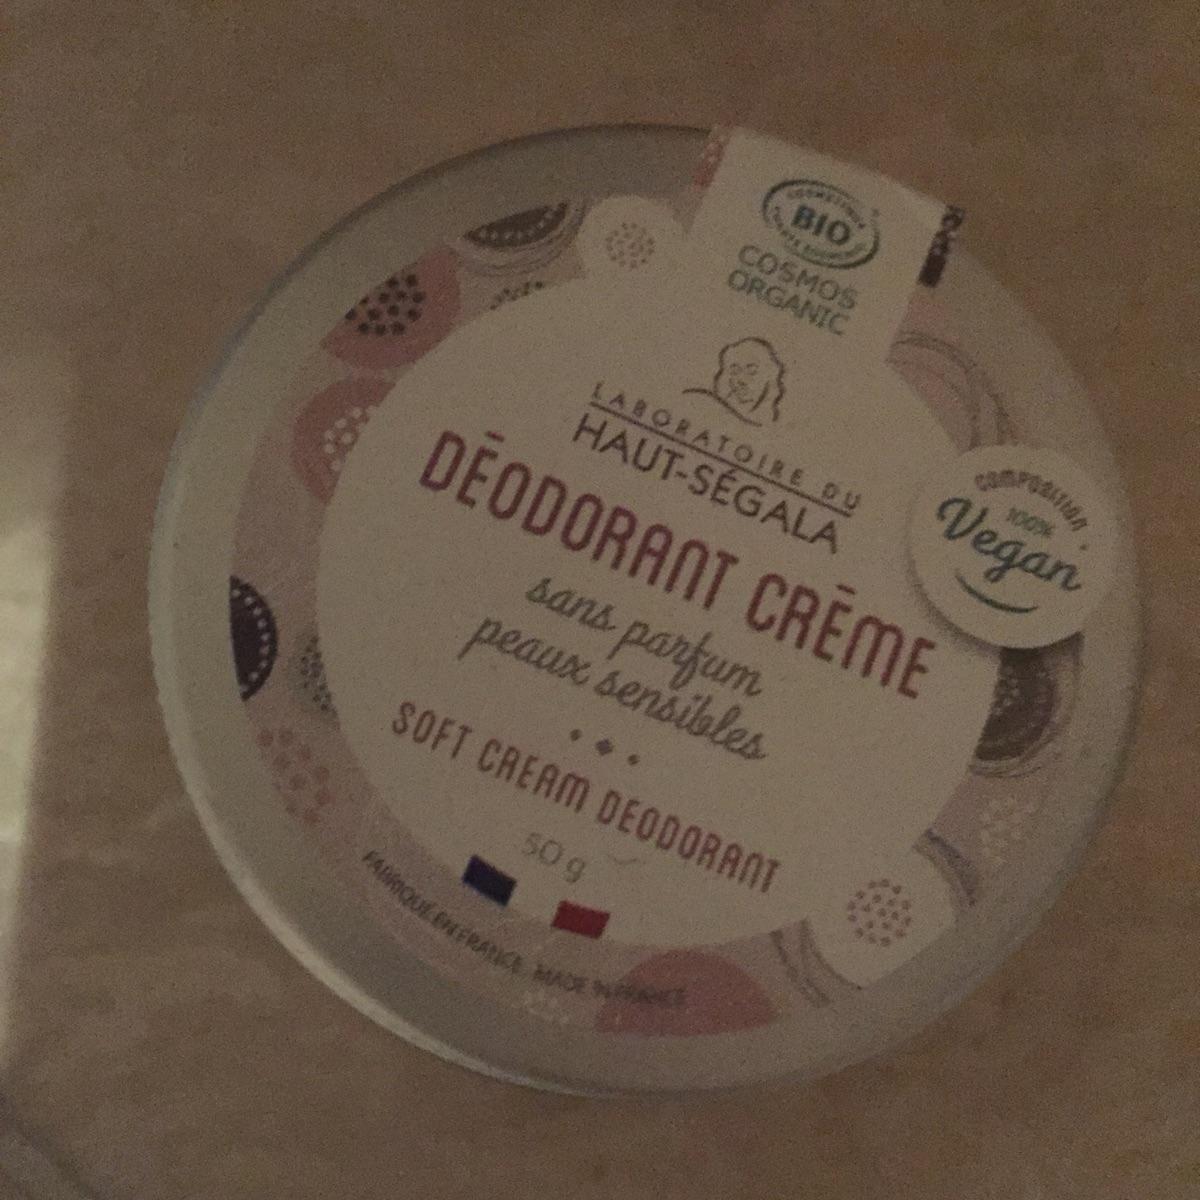 BIO
COSMOS
ORGANIC
LABORATOIRE DU
HAUT-SÉGALA
DÉODORANT CRÈME
sans parfum
peaux sensibles
SOFT CREAM DEODORANT
50 g
FABRIQUÉ EN FRANCE MADE IN FRANCE
COMPOSITION
100%
Vegan